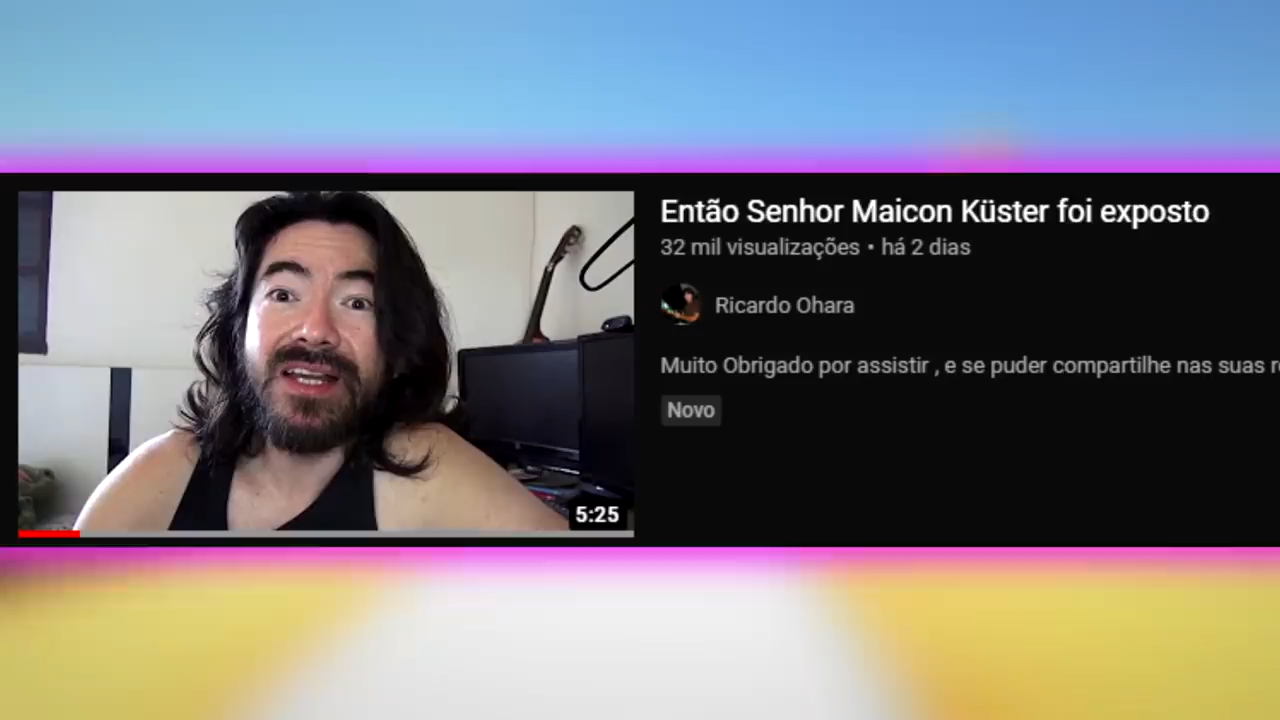 Então Senhor Maicon Küster foi exposto
32 mil visualizações • há 2 dias
Ricardo Ohara
Muito Obrigado por assistir , e se puder compartilhe nas suas
Novo
5:25